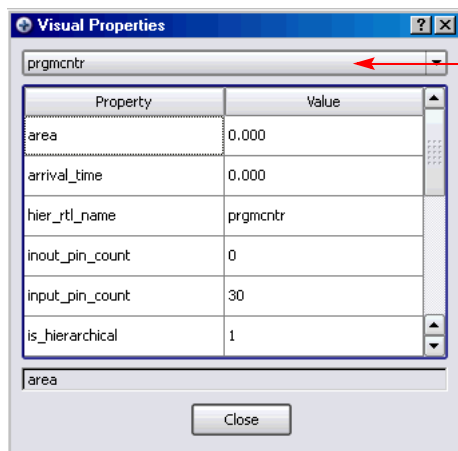 Visual Properties
prgmcntr
Property Value
area 0.000
arrival_time 0.000
hier_rtl_name prgmcntr
inout_pin_count 0
input_pin_count 30
is_hierarchical 1
area
Close